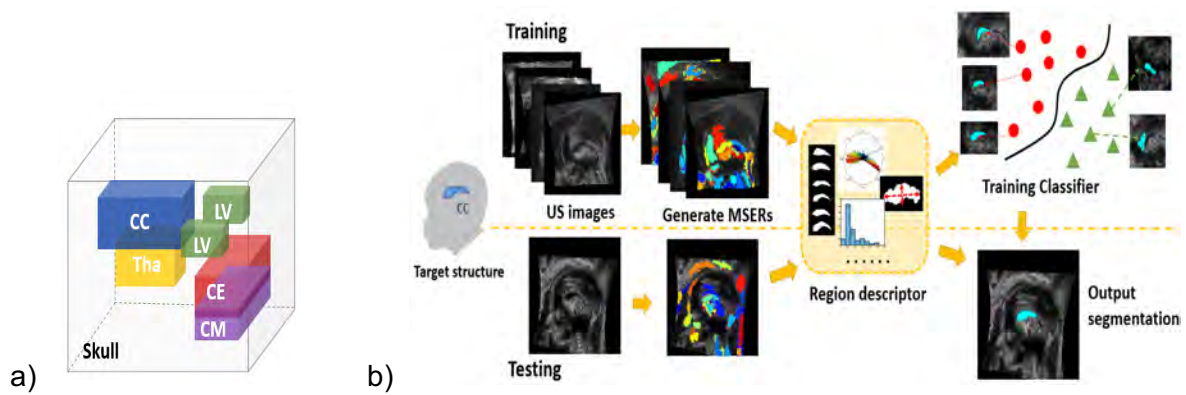 a)
CC
LV
LV
Tha
CE
CM
Skull
b)
Training
US images
Generate MSERs
CC
Target structure
Region descriptor
......
Training Classifier
Testing
Output
segmentation